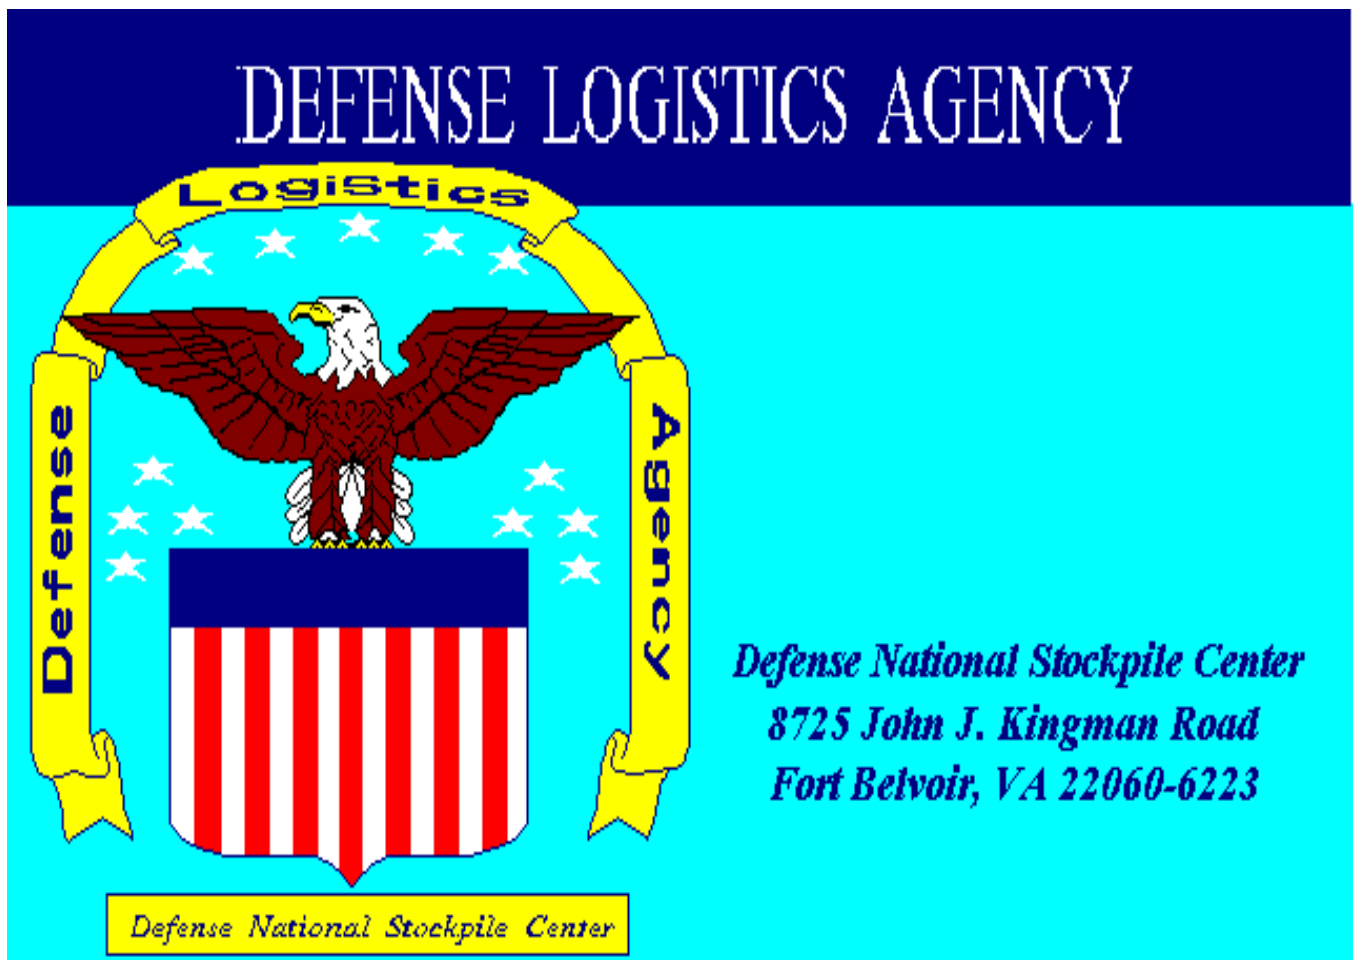 DEFENSE LOGISTICS AGENCY
Defense
Logistics
Agency
Defense National Stockpile Center
8725 John J. Kingman Road
Fort Belvoir, VA 22060-6223
Defense National Stockpile Center